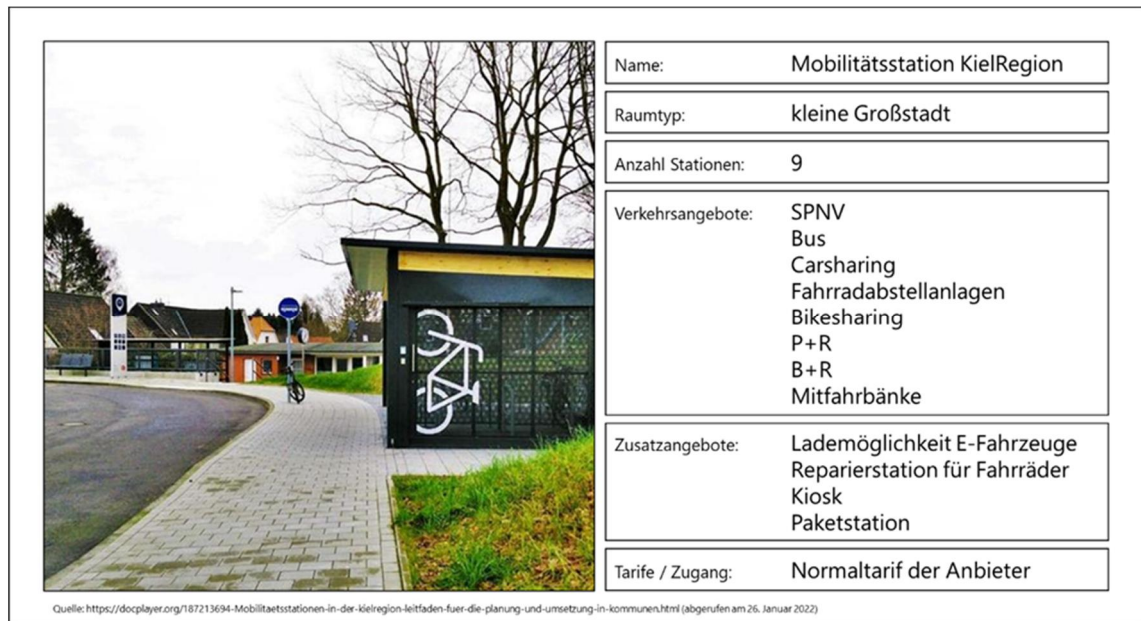 Name: Mobilitätsstation KielRegion
Raumtyp: kleine Großstadt
Anzahl Stationen: 9
Verkehrsangebote: SPNV
Bus
Carsharing
Fahrradabstellanlagen
Bikesharing
P+R
B+R
Mitfahrbänke
Zusatzangebote: Lademöglichkeit E-Fahrzeuge
Reparierstation für Fahrräder
Kiosk
Paketstation
Tarife / Zugang: Normaltarif der Anbieter
Quelle: https://docplayer.org/187213694-Mobilitaetsstationen-in-der-kielregion-leitfaden-fuer-die-planung-und-umsetzung-in-kommunen.html (abgerufen am 26. Januar 2022)